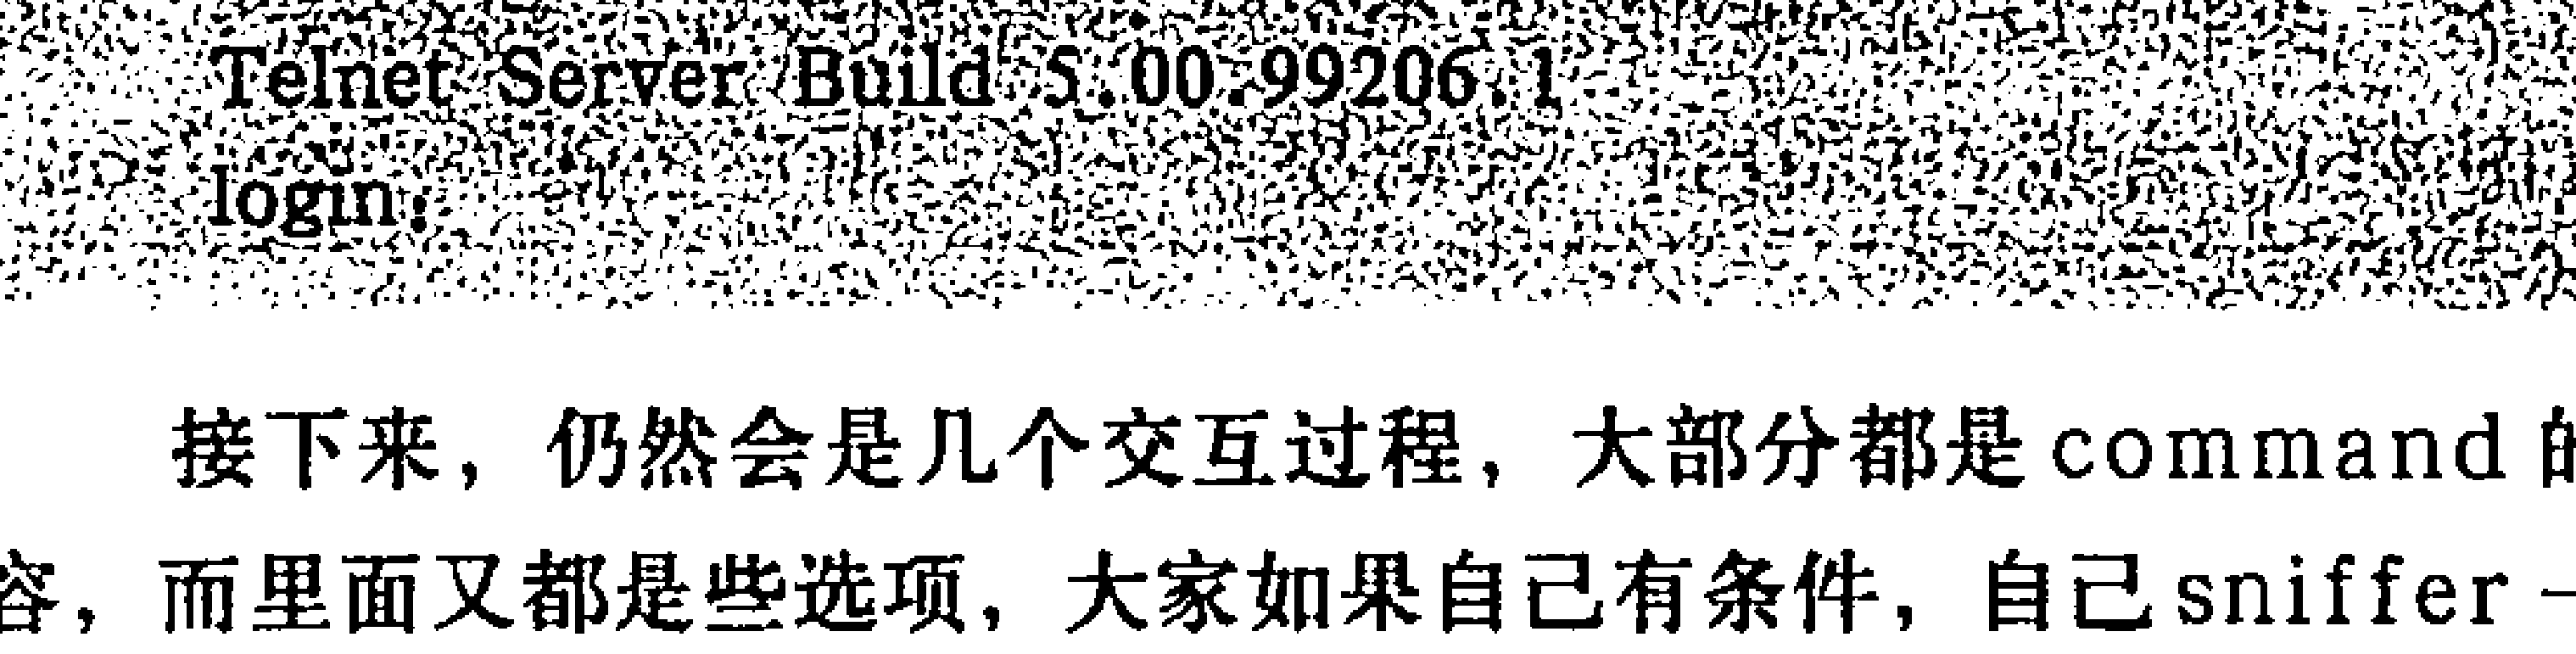 Telnet Server Build 5.00.99206.1
login:
接下来，仍然会是几个交互过程，大部分都是command 的
容，而里面又都是些选项，大家如果自己有条件，自己sniffer